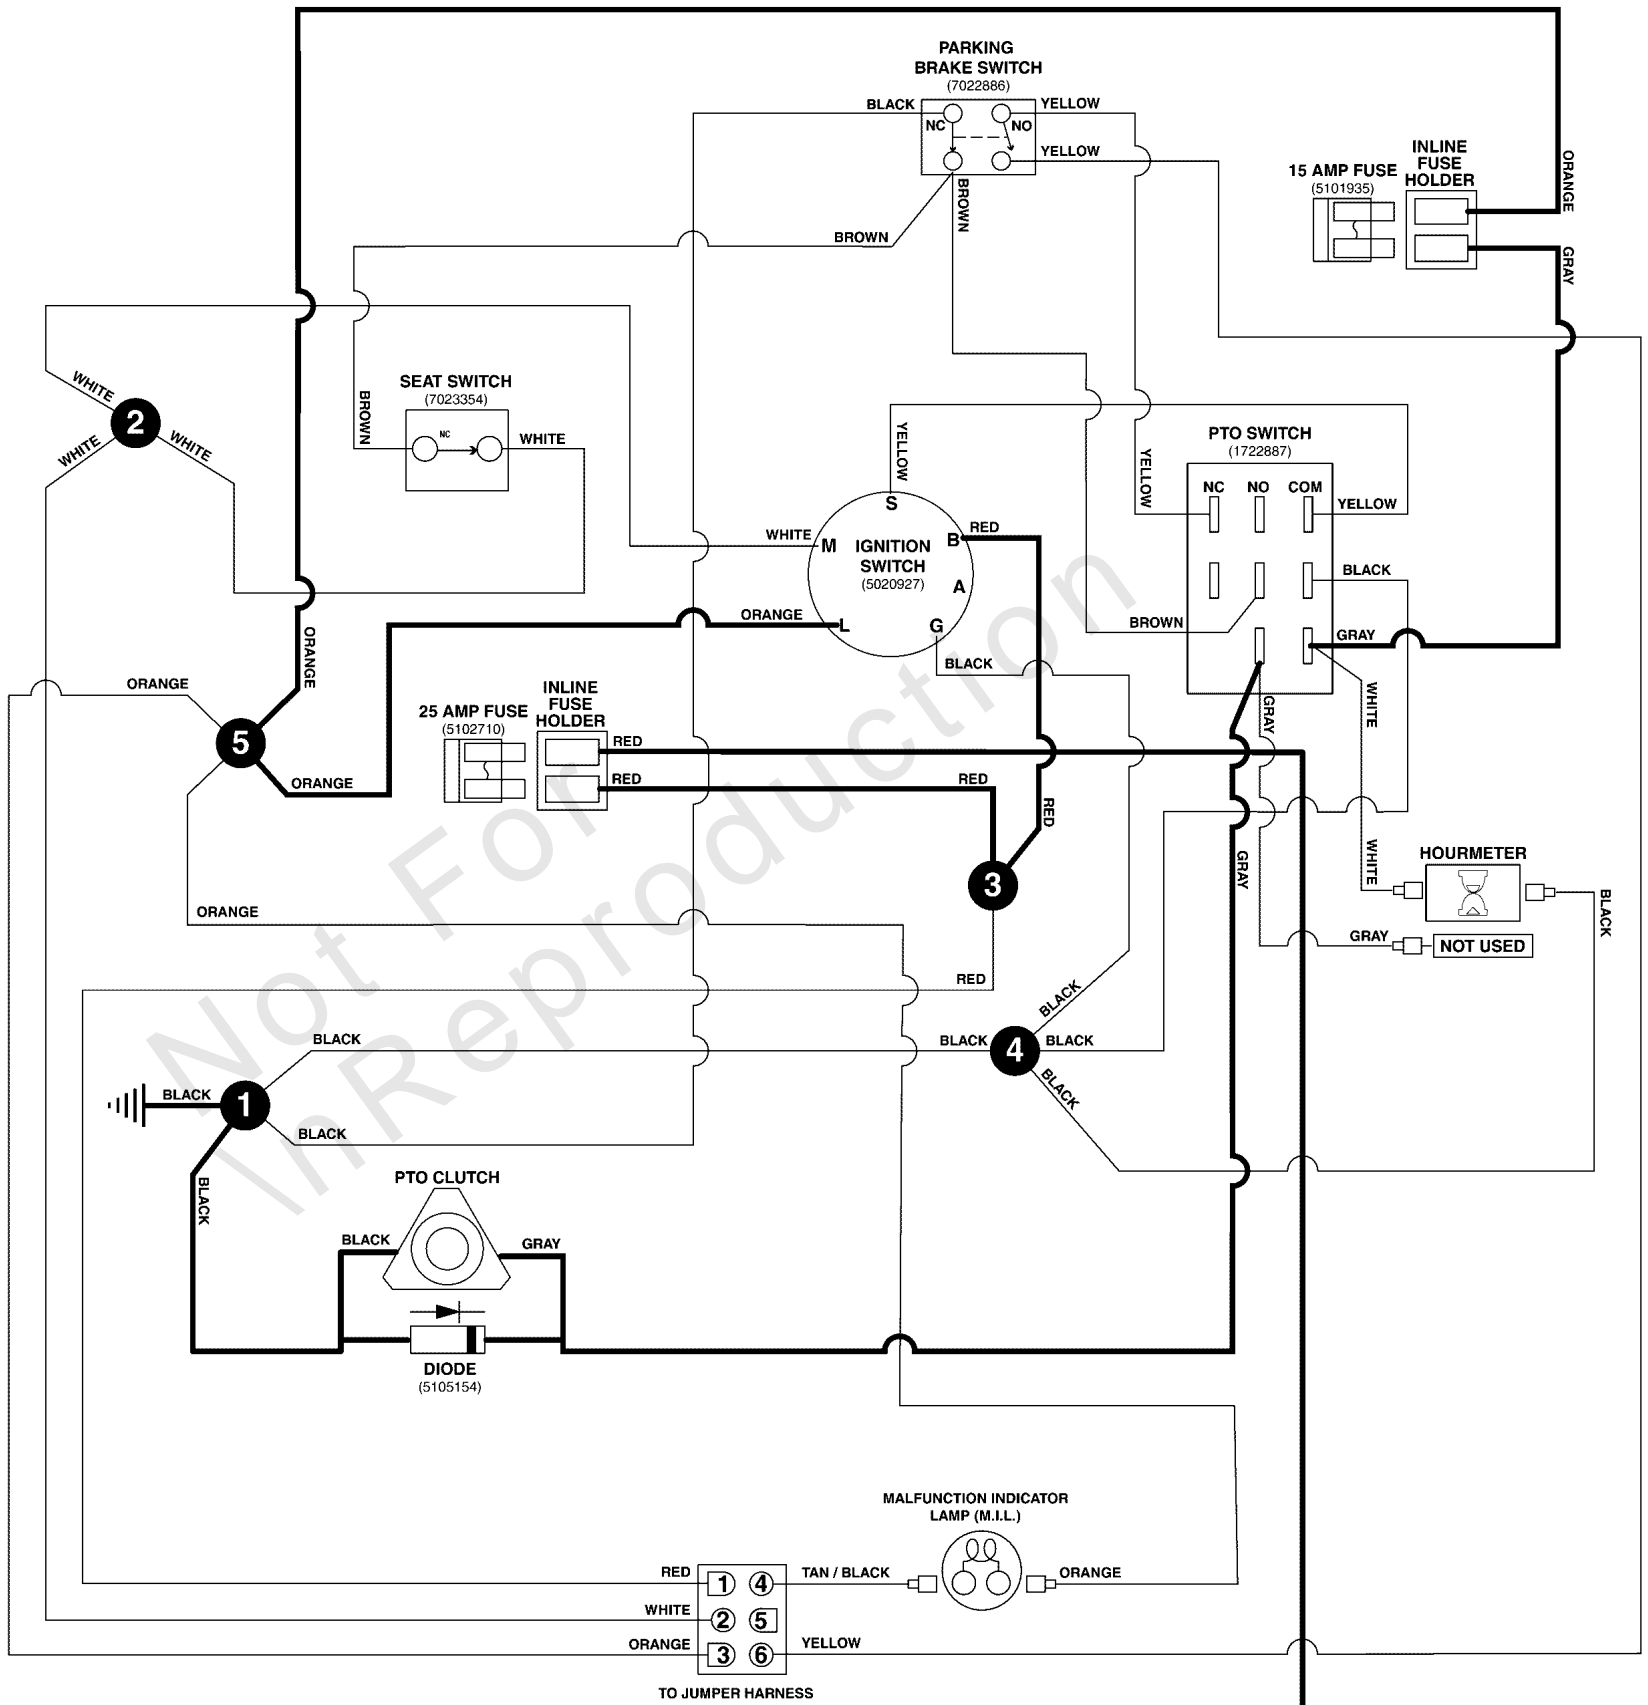 PARKING
BRAKE SWITCH
(7022886)
BLACK
YELLOW
NC
NO
YELLOW
BROWN
BROWN
15 AMP FUSE
(5101935)
INLINE
FUSE
HOLDER
ORANGE
GRAY
WHITE
2
WHITE
WHITE
BROWN
SEAT SWITCH
(7023354)
NC
WHITE
YELLOW
YELLOW
PTO SWITCH
(1722887)
NC
NO
COM
YELLOW
BLACK
BROWN
GRAY
WHITE
GRAY
S
WHITE
M
IGNITION
SWITCH
(5020927)
B
RED
A
ORANGE
L
G
BLACK
ORANGE
ORANGE
5
ORANGE
25 AMP FUSE
(5102710)
INLINE
FUSE
HOLDER
RED
RED
RED
RED
3
GRAY
WHITE
HOURMETER
BLACK
GRAY
NOT USED
ORANGE
RED
BLACK
BLACK
BLACK
4
BLACK
BLACK
BLACK
1
BLACK
BLACK
PTO CLUTCH
BLACK
GRAY
DIODE
(5105154)
MALFUNCTION INDICATOR
LAMP (M.I.L.)
RED
1
4
TAN / BLACK
ORANGE
WHITE
2
5
ORANGE
3
6
YELLOW
TO JUMPER HARNESS
Not For
\nReproduction